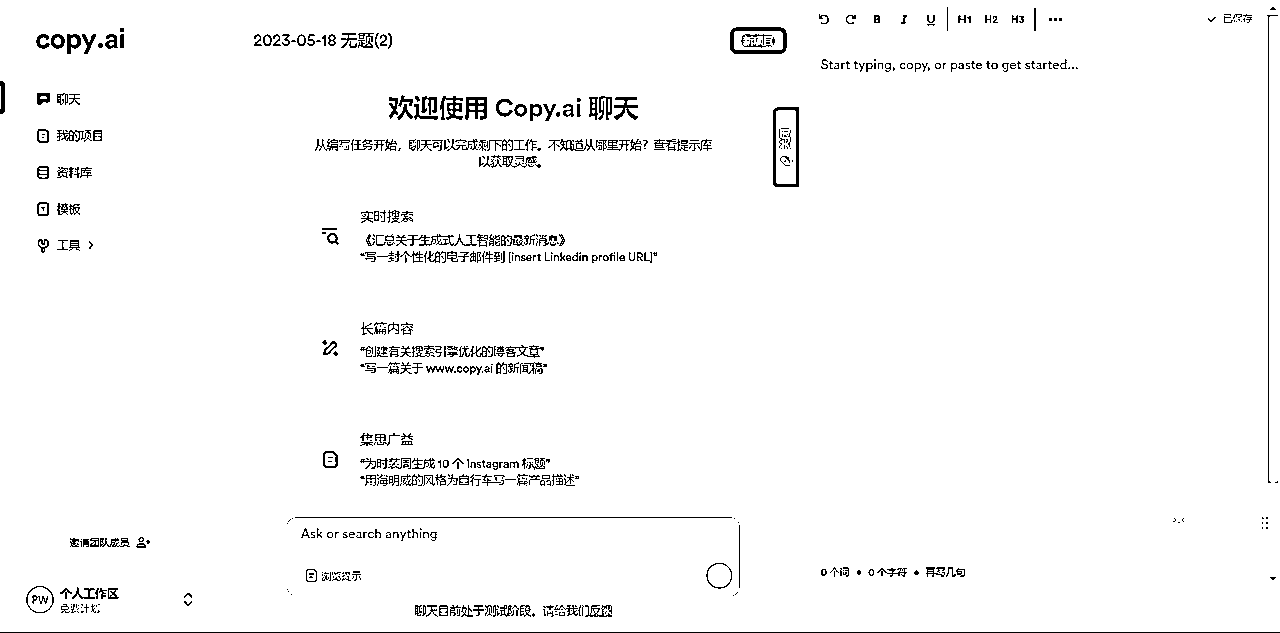 copy.ai
聊天
我的项目
资料库
模板
工具
邀请团队成员
PW
个人工作区
免费计划
2023-05-18 无题(2)
新项目
欢迎使用 Copy.ai 聊天
从编写任务开始，聊天可以完成剩下的工作。不知道从哪里开始？查看提示库
以获取灵感。
实时搜索
《汇总关于生成式人工智能的最新消息》
“写一封个性化的电子邮件到 [insert Linkedin profile URL]”
长篇内容
“创建有关搜索引擎优化的博客文章”
“写一篇关于 www.copy.ai 的新闻稿”
集思广益
“为时装周生成 10 个 Instagram 标题”
“用海明威的风格为自行车写一篇产品描述”
Ask or search anything
浏览提示
聊天目前处于测试阶段。请给我们反馈
B I U H1 H2 H3
已保存
Start typing, copy, or paste to get started...
0 个词 • 0 个字符 • 再写几句